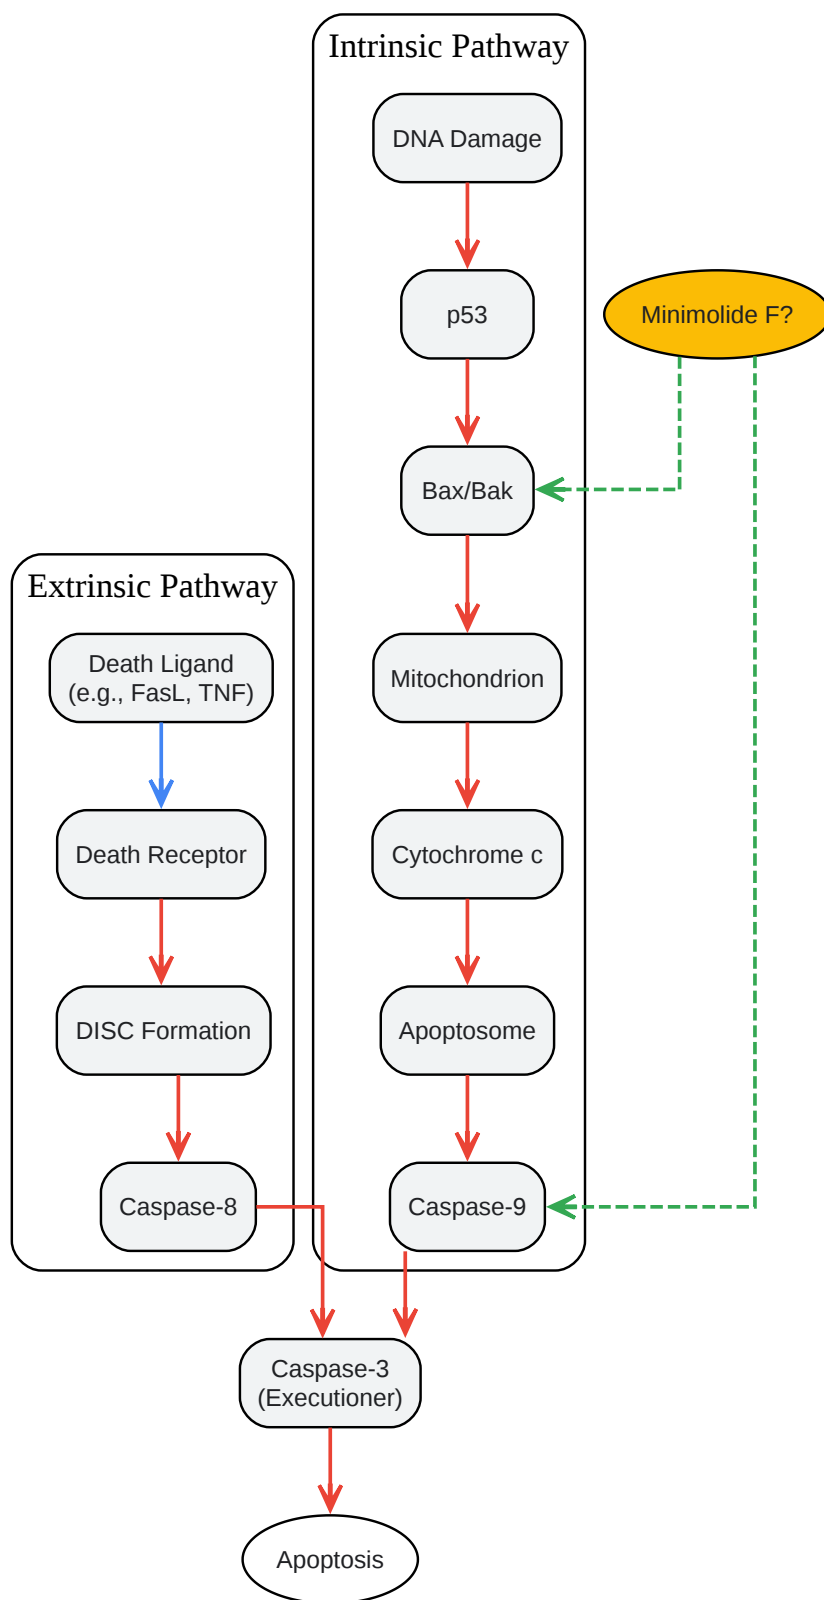 Intrinsic Pathway
DNA Damage
p53
Minimolide F?
Bax/Bak
Extrinsic Pathway
Death Ligand
(e.g., FasL, TNF)
Mitochondrion
Death Receptor
Cytochrome c
DISC Formation
Apoptosome
Caspase-8
Caspase-9
Caspase-3
(Executioner)
Apoptosis